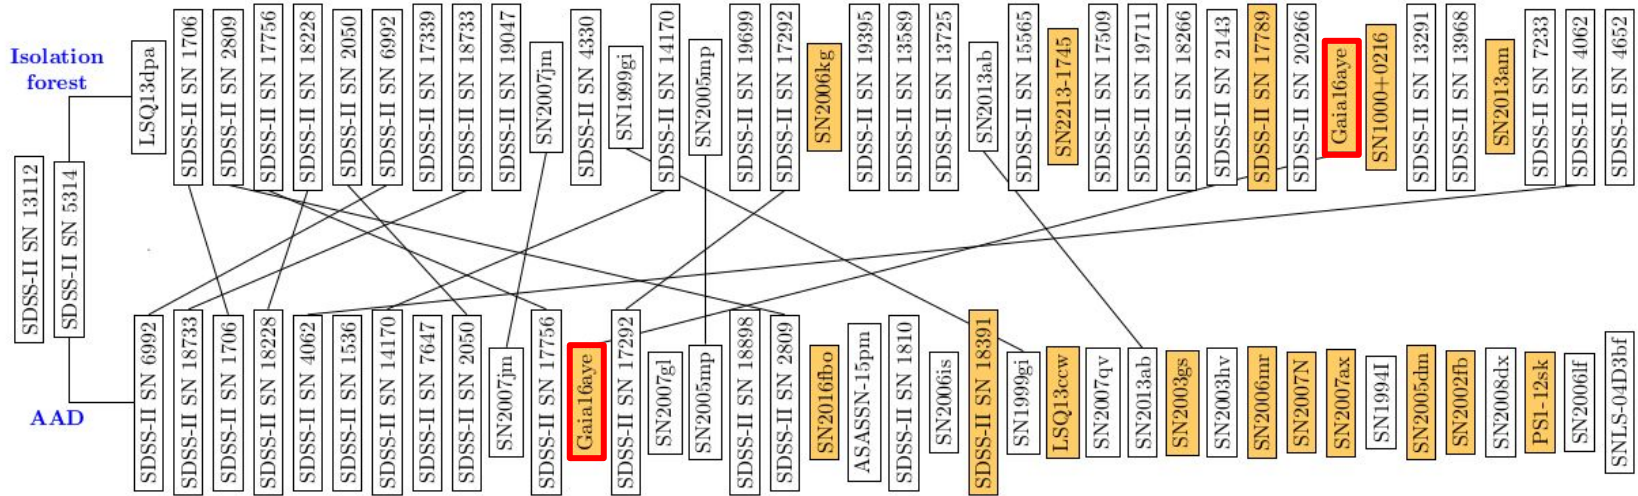 Isolation
forest
AAD
SDSS-II SN 13112
SDSS-II SN 5314
LSQ13dpa
SDSS-II SN 1706
SDSS-II SN 2809
SDSS-II SN 17756
SDSS-II SN 18228
SDSS-II SN 2050
SDSS-II SN 6992
SDSS-II SN 17339
SDSS-II SN 18733
SDSS-II SN 19047
SN2007jm
SDSS-II SN 4330
SN1999gi
SDSS-II SN 14170
SN2005mp
SDSS-II SN 19699
SDSS-II SN 17292
SN2006kg
SDSS-II SN 19395
SDSS-II SN 13589
SDSS-II SN 13725
SN2013ab
SDSS-II SN 15565
SN2213-1745
SDSS-II SN 17509
SDSS-II SN 19711
SDSS-II SN 18266
SDSS-II SN 2143
SDSS-II SN 17789
SDSS-II SN 20266
Gaia16aye
SN1000+0216
SDSS-II SN 13291
SDSS-II SN 13968
SN2013am
SDSS-II SN 7233
SDSS-II SN 4062
SDSS-II SN 4652
SDSS-II SN 6992
SDSS-II SN 18733
SDSS-II SN 1706
SDSS-II SN 18228
SDSS-II SN 4062
SDSS-II SN 1536
SDSS-II SN 14170
SDSS-II SN 7647
SDSS-II SN 2050
SN2007jm
SDSS-II SN 17756
Gaia16aye
SDSS-II SN 17292
SN2007gl
SN2005mp
SDSS-II SN 18898
SDSS-II SN 2809
SN2016fbo
ASASSN-15pm
SDSS-II SN 1810
SN2006is
SDSS-II SN 18391
SN1999gi
LSQ13ccw
SN2007qv
SN2013ab
SN2003gs
SN2003hv
SN2006mr
SN2007N
SN2007ax
SN1994I
SN2005dm
SN2002fb
SN2008dx
PS1-12sk
SN2006lf
SNLS-04D3bf